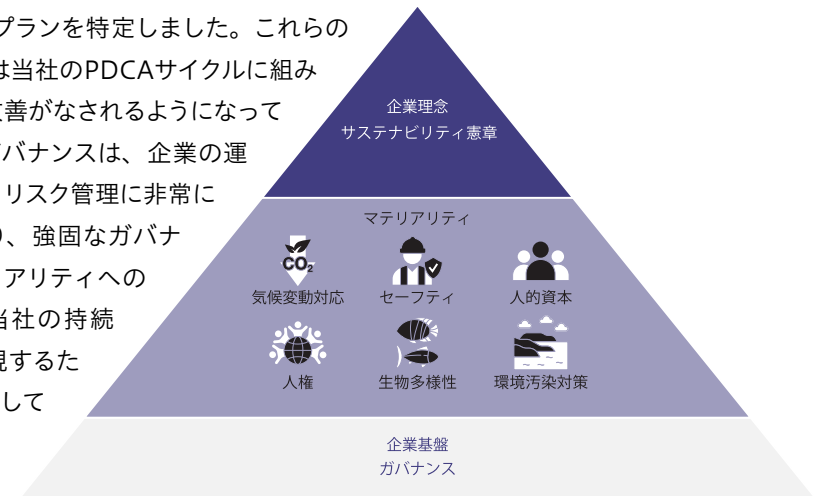 プランを特定しました。これらの
は当社のPDCAサイクルに組み
善がなされるようになって
バナンスは、企業の運
リスク管理に非常に
、強固なガバナ
アリティへの
当社の持続
するた
して
企業理念
サステナビリティ憲章
マテリアリティ
CO₂
気候変動対応 セーフティ 人的資本
人権 生物多様性 環境汚染対策
企業基盤
ガバナンス